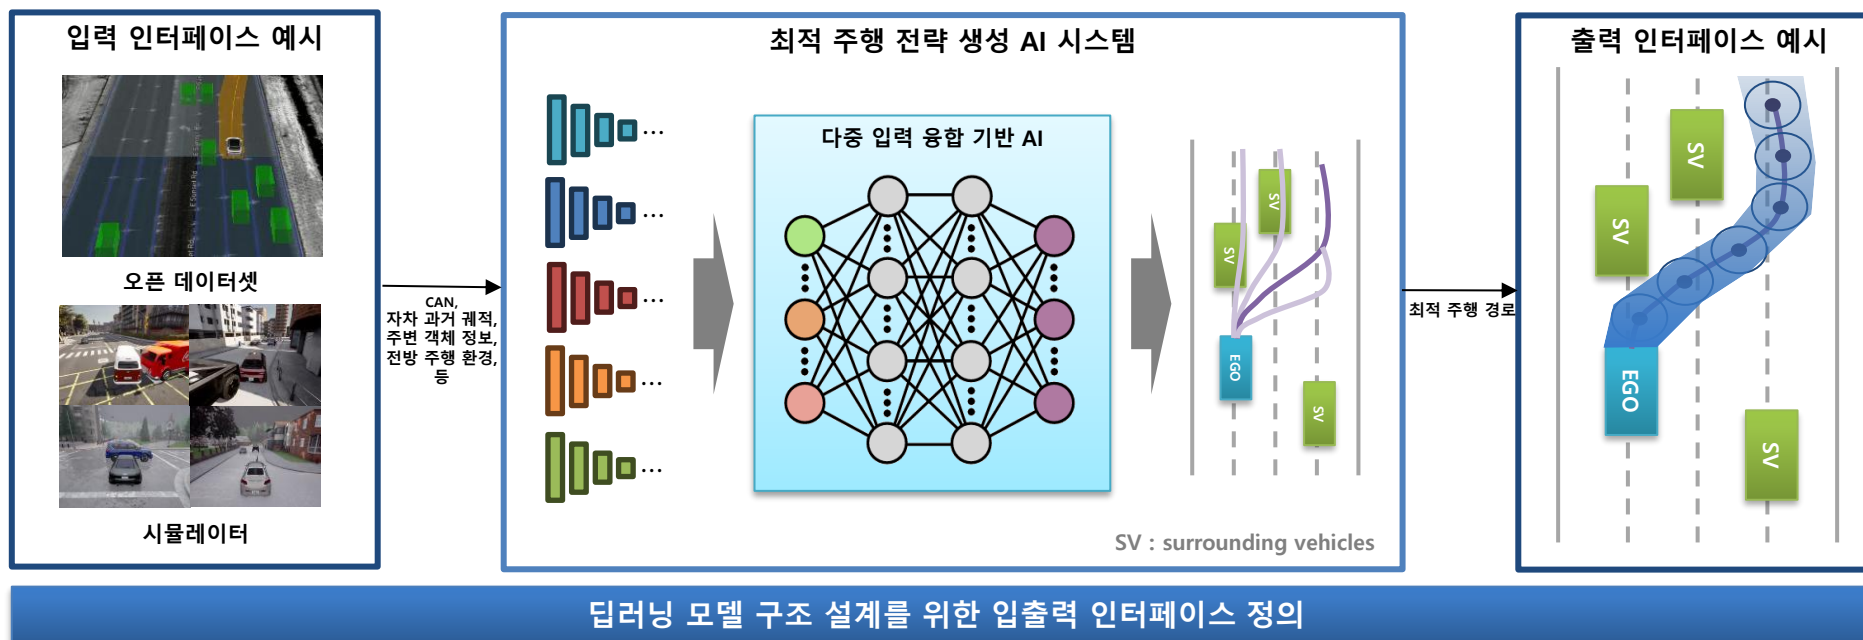 입력 인터페이스 예시
오픈 데이터셋
시뮬레이터
CAN,
자차 과거 궤적,
주변 객체 정보,
전방 주행 환경,
등
최적 주행 전략 생성 AI 시스템
...
...
...
...
...
다중 입력 융합 기반 AI
SV
SV
EGO
SV
SV : surrounding vehicles
최적 주행 경로
출력 인터페이스 예시
SV
SV
EGO
SV
딥러닝 모델 구조 설계를 위한 입출력 인터페이스 정의